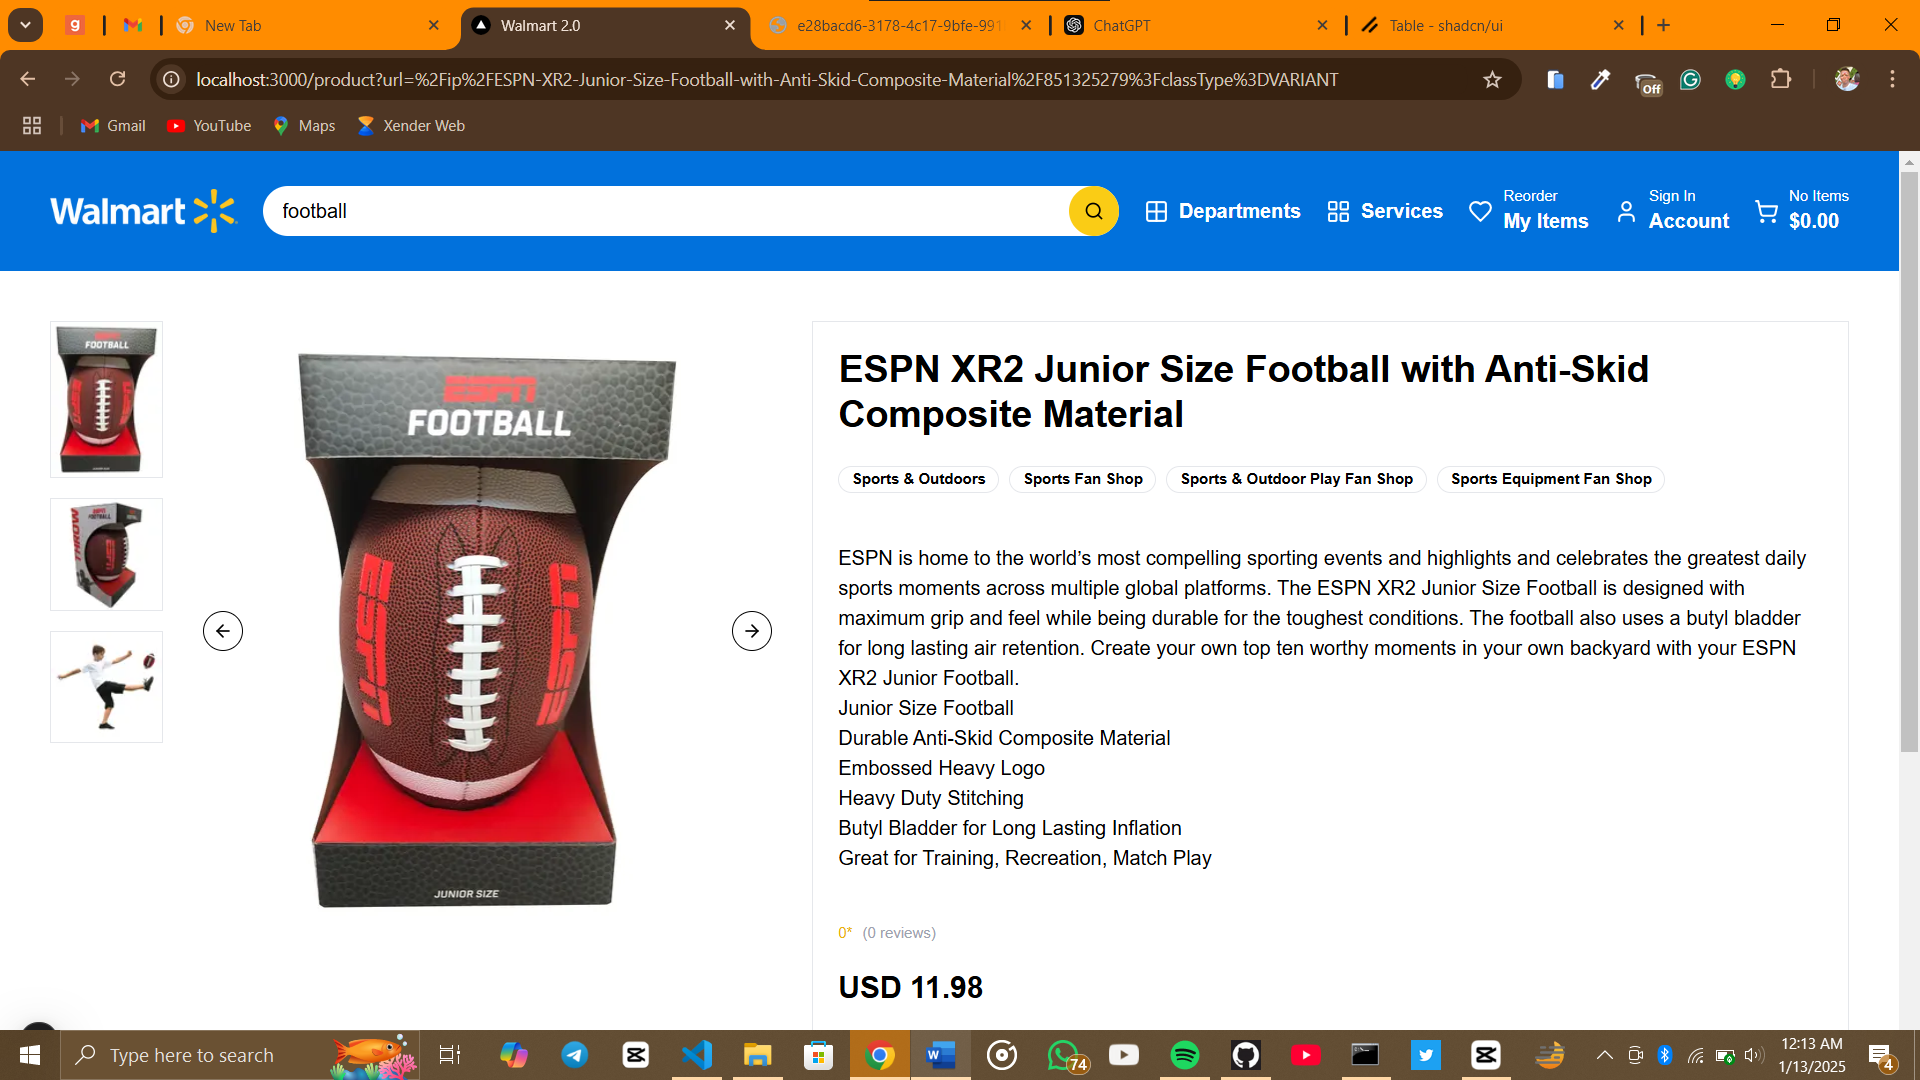 New Tab
Walmart 2.0
e28bacd6-3178-4c17-9bfe-991
ChatGPT
Table - shadcn/ui
localhost:3000/product?url=%2Fip%2FESPN-XR2-Junior-Size-Football-with-Anti-Skid-Composite-Material%2F851325279%3FclassType%3DVARIANT
Off
Gmail
YouTube
Maps
Xender Web
Walmart
football
Departments
Services
Reorder
My Items
Sign In
Account
No Items
$0.00
ESPN
FOOTBALL
ESPN
ESPN
JUNIOR SIZE
FOOTBALL
THROW
ESPN XR2 Junior Size Football with Anti-Skid
Composite Material
Sports & Outdoors
Sports Fan Shop
Sports & Outdoor Play Fan Shop
Sports Equipment Fan Shop
ESPN is home to the world’s most compelling sporting events and highlights and celebrates the greatest daily
sports moments across multiple global platforms. The ESPN XR2 Junior Size Football is designed with
maximum grip and feel while being durable for the toughest conditions. The football also uses a butyl bladder
for long lasting air retention. Create your own top ten worthy moments in your own backyard with your ESPN
XR2 Junior Football.
Junior Size Football
Durable Anti-Skid Composite Material
Embossed Heavy Logo
Heavy Duty Stitching
Butyl Bladder for Long Lasting Inflation
Great for Training, Recreation, Match Play
0* (0 reviews)
USD 11.98
Type here to search
74
12:13 AM
1/13/2025
4